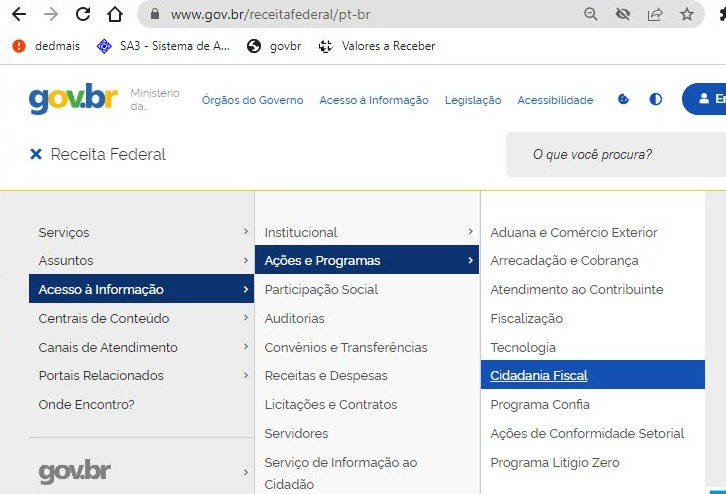 www.gov.br/receitafederal/pt-br
dedmais
SA3 - Sistema de A...
govbr
Valores a Receber
gov.br
Ministério da...
Órgãos do Governo
Acesso à Informação
Legislação
Acessibilidade
Receita Federal
O que você procura?
Serviços
Assuntos
Acesso à Informação
Centrais de Conteúdo
Canais de Atendimento
Portais Relacionados
Onde Encontro?
gov.br
Institucional
Ações e Programas
Participação Social
Auditorias
Convênios e Transferências
Receitas e Despesas
Licitações e Contratos
Servidores
Serviço de Informação ao
Cidadão
Aduana e Comércio Exterior
Arrecadação e Cobrança
Atendimento ao Contribuinte
Fiscalização
Tecnologia
Cidadania Fiscal
Programa Confia
Ações de Conformidade Setorial
Programa Litígio Zero